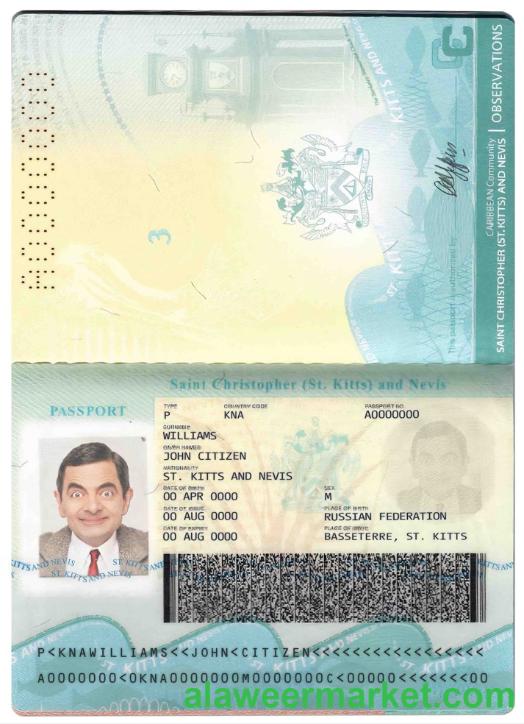 KITTS AND NEVIS
ST. KIT
3
This passport is authorised by
CARIBBEAN Community
SAINT CHRISTOPHER (ST. KITTS) AND NEVIS | OBSERVATIONS
Saint Christopher (St. Kitts) and Nevis
PASSPORT
TYPE COUNTRY CODE PASSPORT NO
P KNA A0000000
SURNAME
WILLIAMS
GIVEN NAMES
JOHN CITIZEN
NATIONALITY
ST. KITTS AND NEVIS
DATE OF BIRTH SEX
00 APR 0000 M
DATE OF ISSUE PLACE OF BIRTH
00 AUG 0000 RUSSIAN FEDERATION
DATE OF EXPIRY PLACE OF ISSUE
00 AUG 0000 BASSETERRE, ST. KITTS
ST. KITTS AND NEVIS
P<KNAWILLIAMS<<JOHN<CITIZEN<<<<<<<<<<<<<<<<<
A0000000<0KNA0000000M0000000C<00000<<<<<<<00
alaweermarket.com